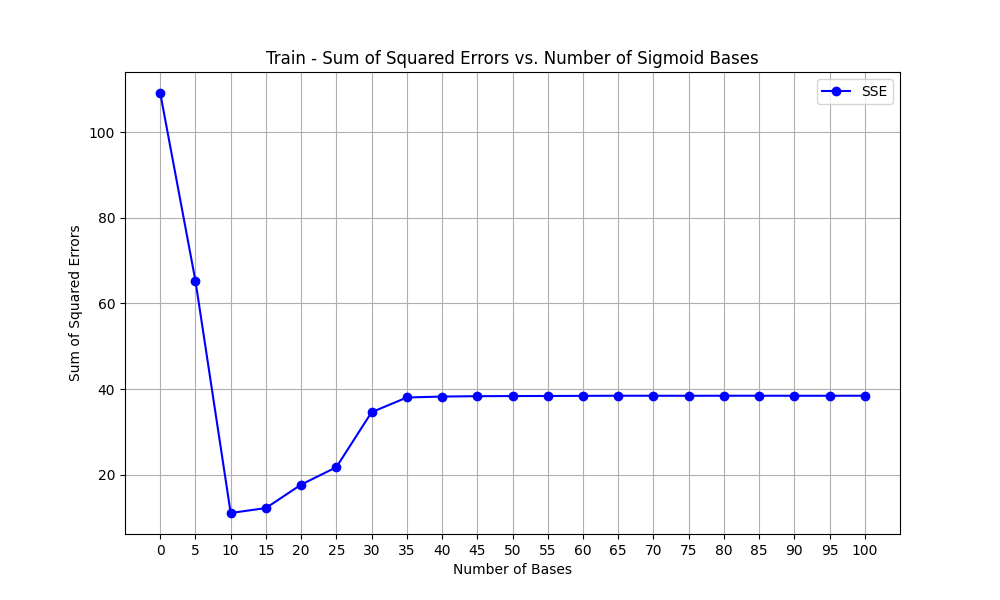 Train - Sum of Squared Errors vs. Number of Sigmoid Bases
SSE
100
80
60
40
20
Sum of Squared Errors
0 5 10 15 20 25 30 35 40 45 50 55 60 65 70 75 80 85 90 95 100
Number of Bases